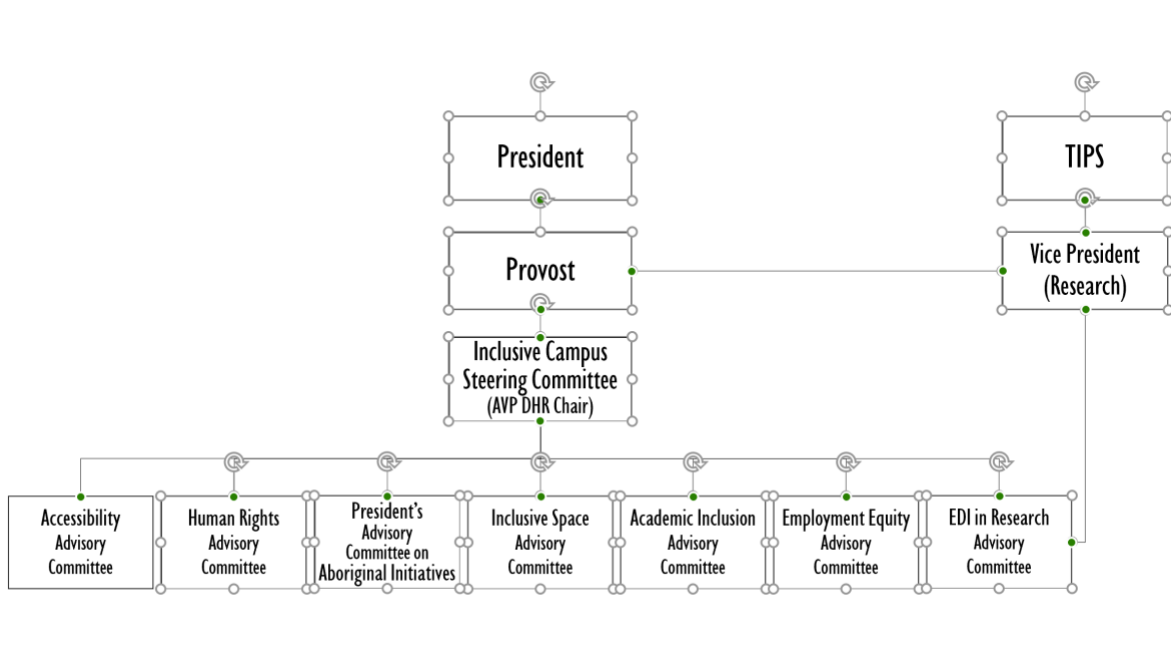 President
TIPS
Provost
Vice President
(Research)
Inclusive Campus
Steering Committee
(AVP DHR Chair)
Accessibility
Advisory
Committee
Human Rights
Advisory
Committee
President's
Advisory
Committee on
Aboriginal Initiatives
Inclusive Space
Advisory
Committee
Academic Inclusion
Advisory
Committee
Employment Equity
Advisory
Committee
EDI in Research
Advisory
Committee